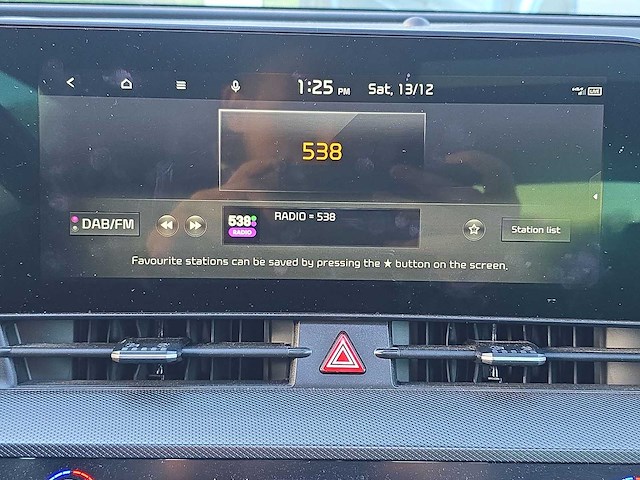 1:25 PM Sat, 13/12
538
DAB/FM
538
RADIO
RADIO = 538
Station list
Favourite stations can be saved by pressing the ★ button on the screen.